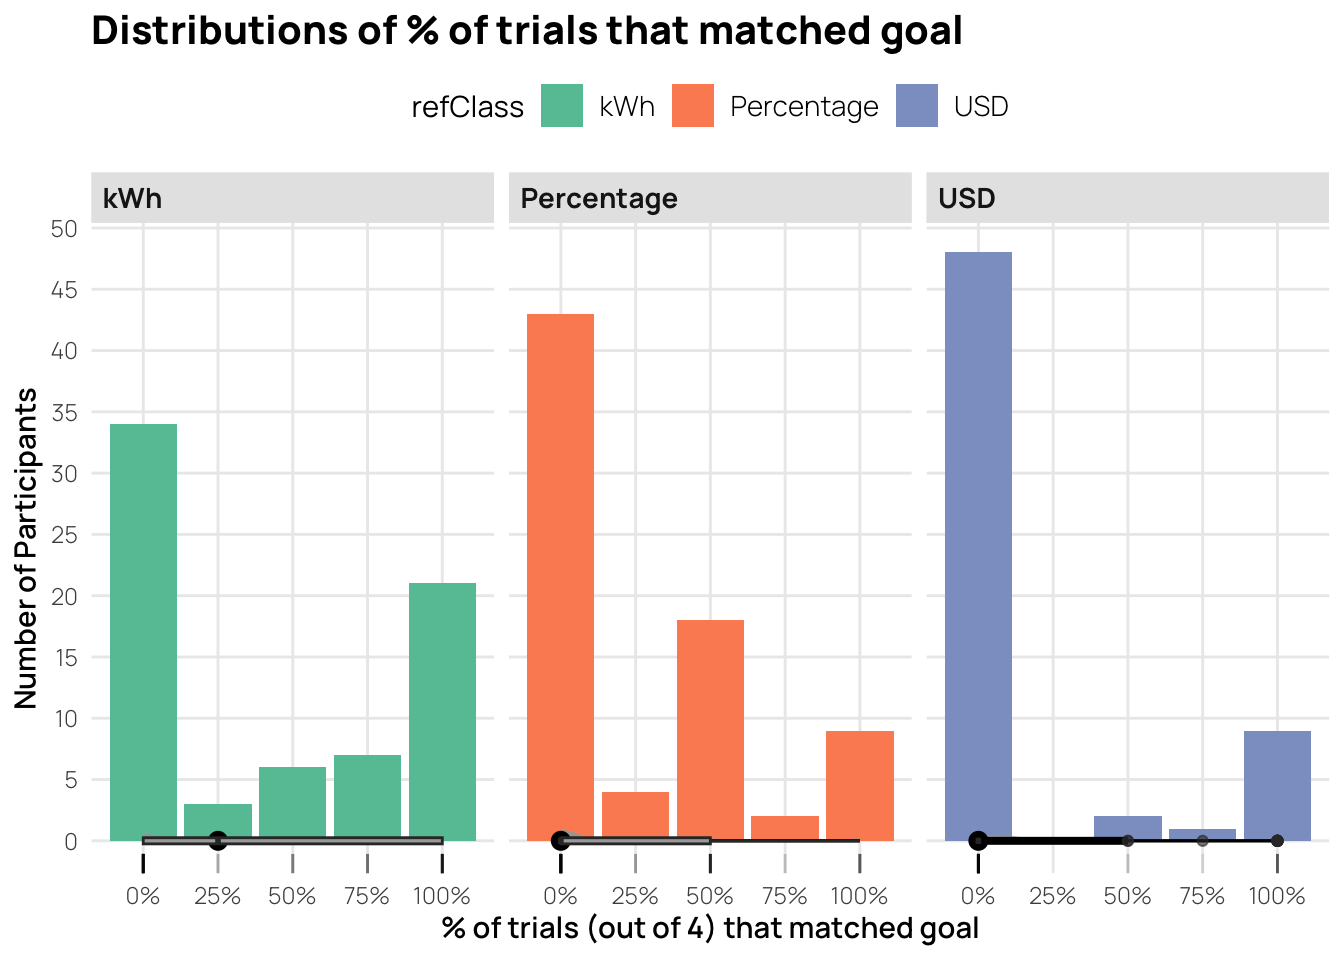 Distributions of % of trials that matched goal
refClass kWh Percentage USD
kWh Percentage USD
50
45
40
35
30
25
20
15
10
5
0
Number of Participants
0% 25% 50% 75% 100% 0% 25% 50% 75% 100% 0% 25% 50% 75% 100%
% of trials (out of 4) that matched goal